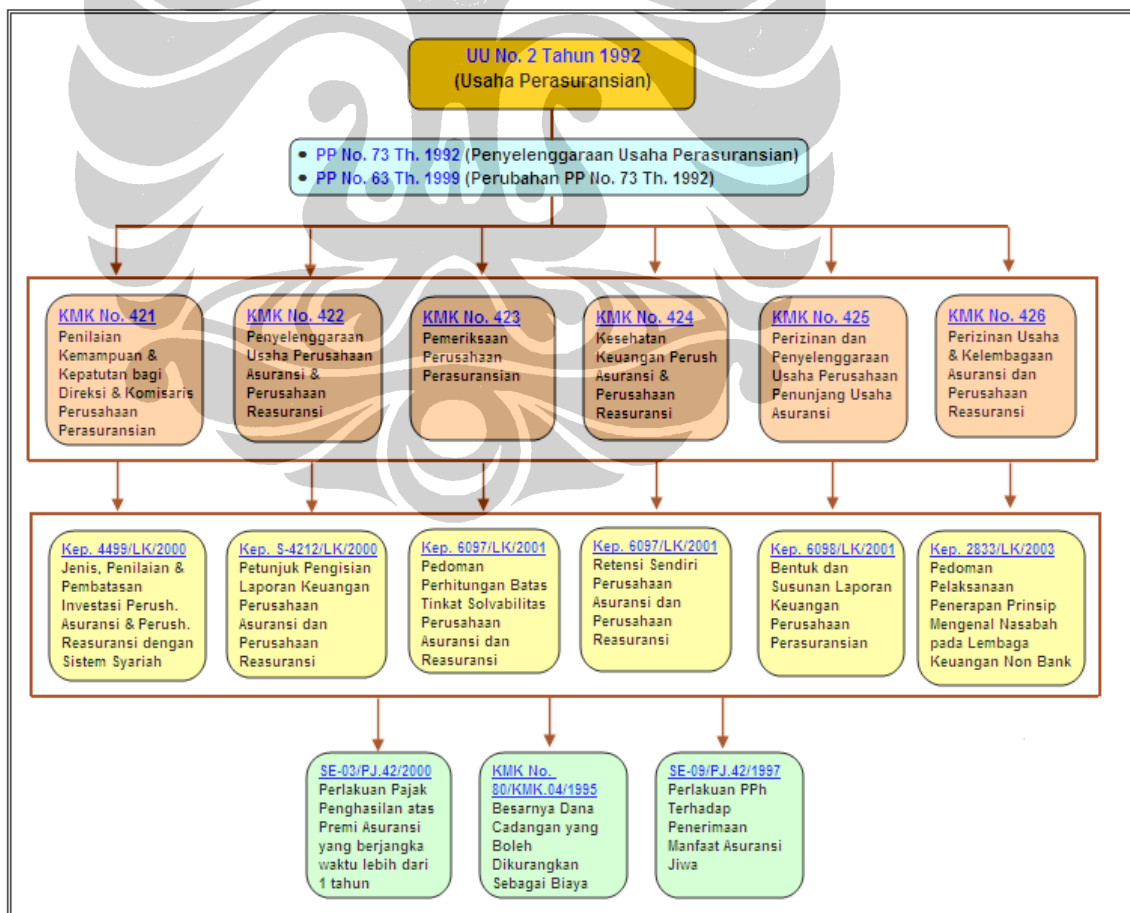 UU No. 2 Tahun 1992
(Usaha Perasuransian)
• PP No. 73 Th. 1992 (Penyelenggaraan Usaha Perasuransian)
• PP No. 63 Th. 1999 (Perubahan PP No. 73 Th. 1992)
KMK No. 421
Penilaian
Kemampuan &
Kepatutan bagi
Direksi & Komisaris
Perusahaan
Perasuransian
KMK No. 422
Penyelenggaraan
Usaha Perusahaan
Asuransi &
Perusahaan
Reasuransi
KMK No. 423
Pemeriksaan
Perusahaan
Perasuransian
KMK No. 424
Kesehatan
Keuangan Perush
Asuransi &
Perusahaan
Reasuransi
KMK No. 425
Perizinan dan
Penyelenggaraan
Usaha Perusahaan
Penunjang Usaha
Asuransi
KMK No. 426
Perizinan Usaha
& Kelembagaan
Asuransi dan
Perusahaan
Reasuransi
Kep. 4499/LK/2000
Jenis, Penilaian &
Pembatasan
Investasi Perush.
Asuransi & Perush.
Reasuransi dengan
Sistem Syariah
Kep. S-4212/LK/2000
Petunjuk Pengisian
Laporan Keuangan
Perusahaan
Asuransi dan
Perusahaan
Reasuransi
Kep. 6097/LK/2001
Pedoman
Perhitungan Batas
Tingkat Solvabilitas
Perusahaan
Asuransi dan
Reasuransi
Kep. 6097/LK/2001
Retensi Sendiri
Perusahaan
Asuransi dan
Perusahaan
Reasuransi
Kep. 6098/LK/2001
Bentuk dan
Susunan Laporan
Keuangan
Perusahaan
Perasuransian
Kep. 2833/LK/2003
Pedoman
Pelaksanaan
Penerapan Prinsip
Mengenal Nasabah
pada Lembaga
Keuangan Non Bank
SE-03/PJ.42/2000
Perlakuan Pajak
Penghasilan atas
Premi Asuransi
yang berjangka
waktu lebih dari
1 tahun
KMK No.
80/KMK.04/1995
Besarnya Dana
Cadangan yang
Boleh
Dikurangkan
Sebagai Biaya
SE-09/PJ.42/1997
Perlakuan PPh
Terhadap
Penerimaan
Manfaat Asuransi
Jiwa